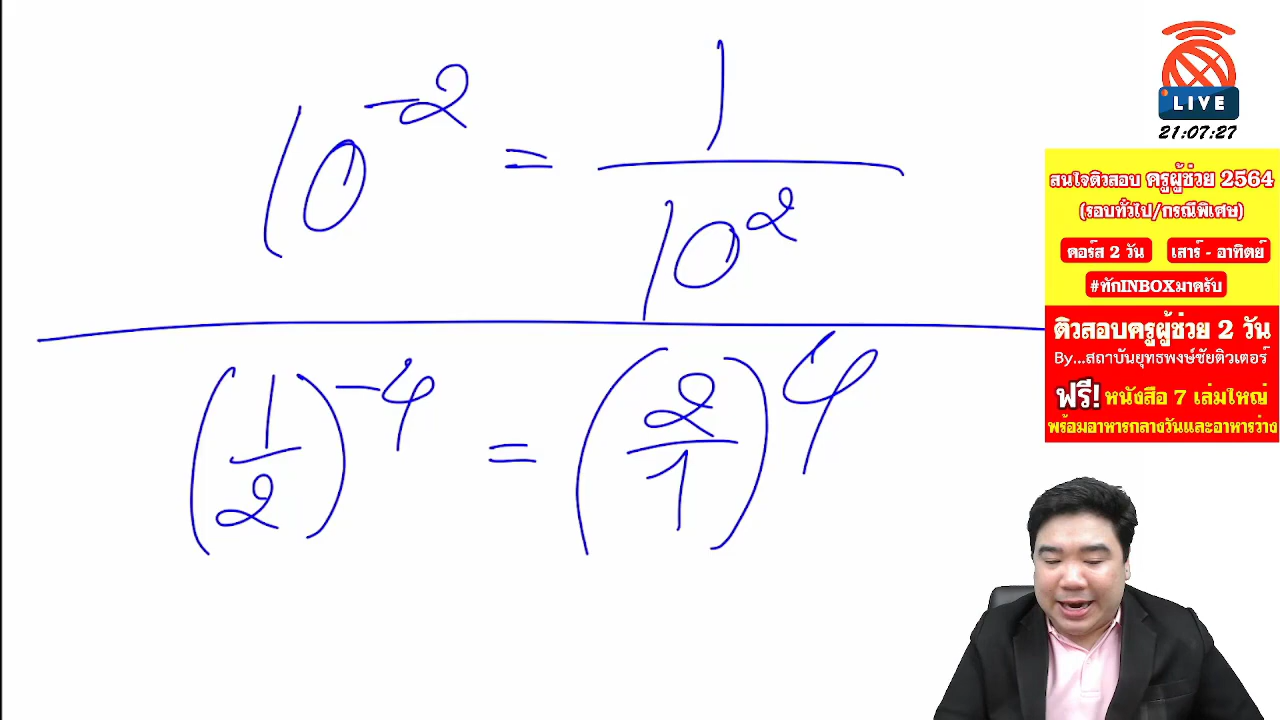 10⁻² = 1/10²
(1/2)⁻⁴ = (2/1)⁴
LIVE
21:07:27
สนใจติวสอบ ครูผู้ช่วย 2564
(รอบทั่วไป/กรณีพิเศษ)
คอร์ส 2 วัน เสาร์ - อาทิตย์
#ทักINBOXมาครับ
ติวสอบครูผู้ช่วย 2 วัน
By...สถาบันยุทธพงษ์ชัยติวเตอร์
ฟรี! หนังสือ 7 เล่มใหญ่
พร้อมอาหารกลางวันและอาหารว่าง